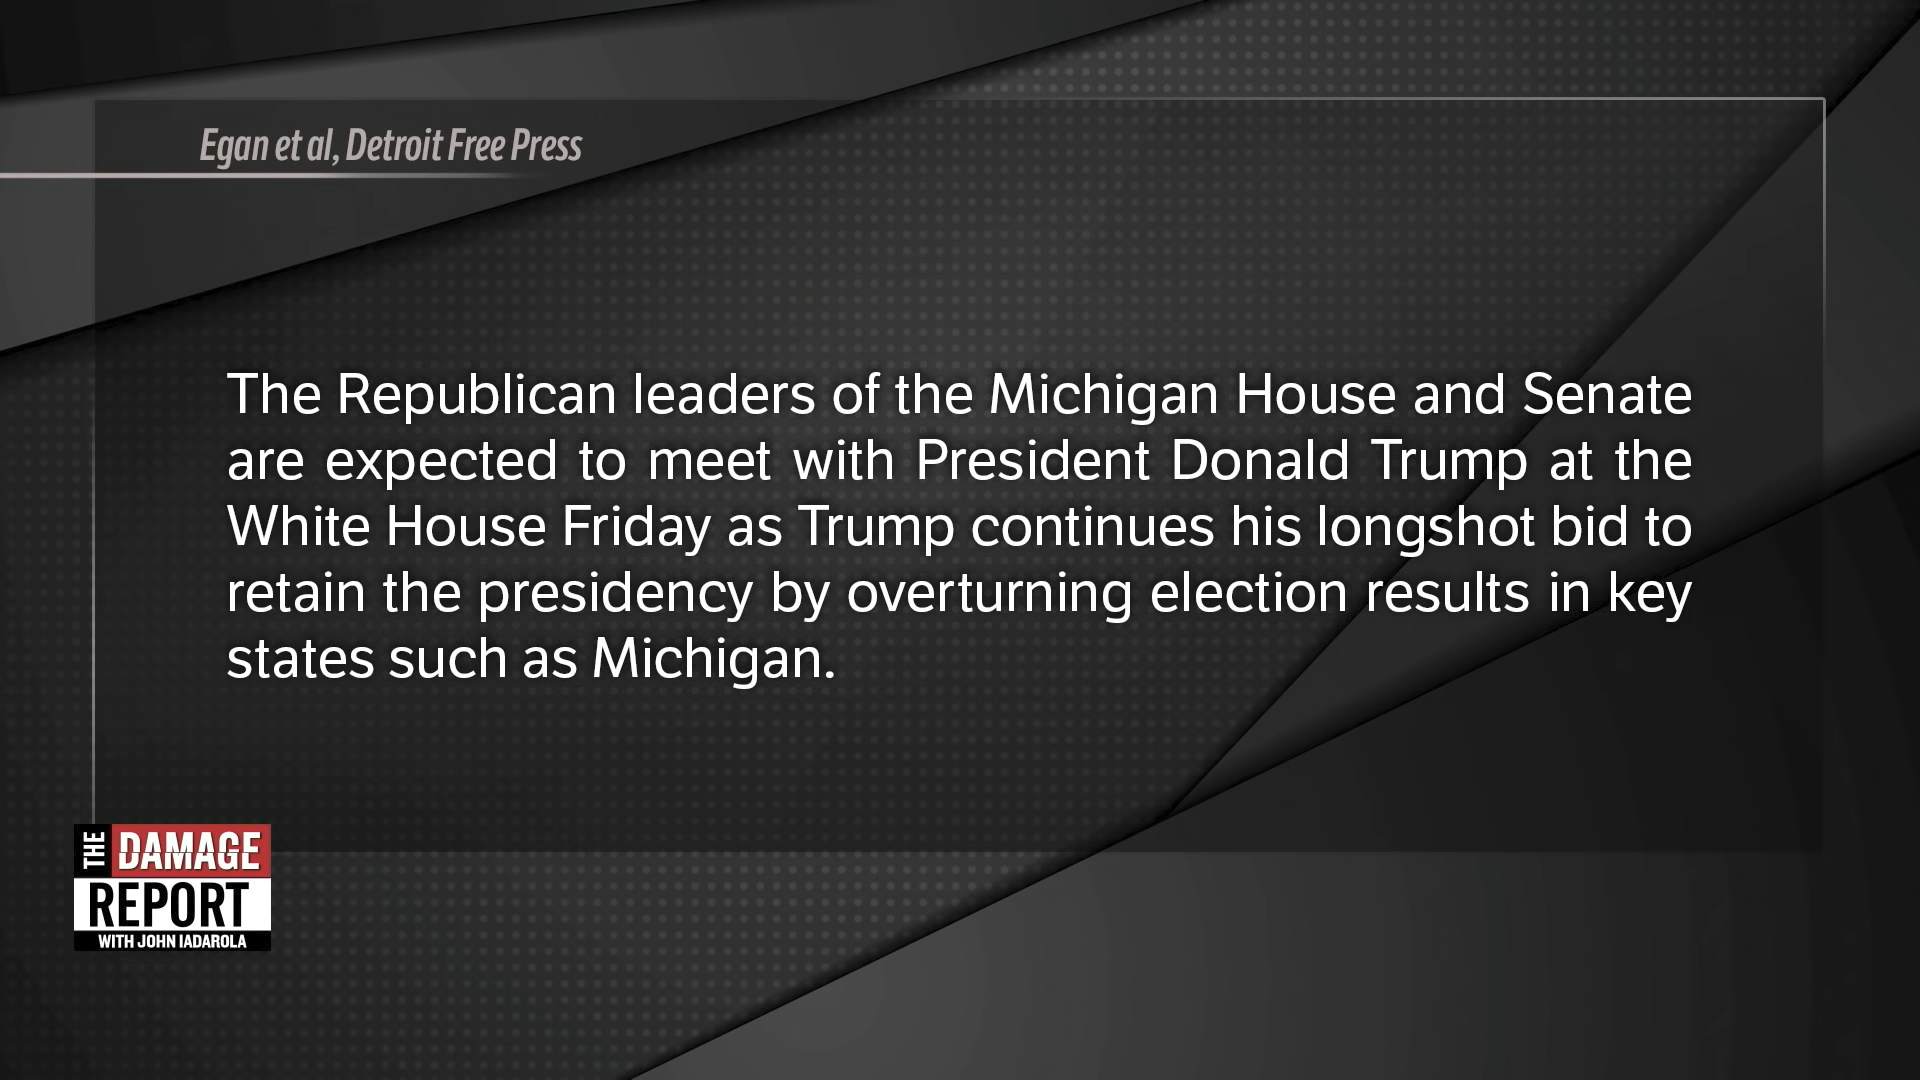 Egan et al, Detroit Free Press
The Republican leaders of the Michigan House and Senate
are expected to meet with President Donald Trump at the
White House Friday as Trump continues his longshot bid to
retain the presidency by overturning election results in key
states such as Michigan.
THE DAMAGE
REPORT
WITH JOHN IADAROLA